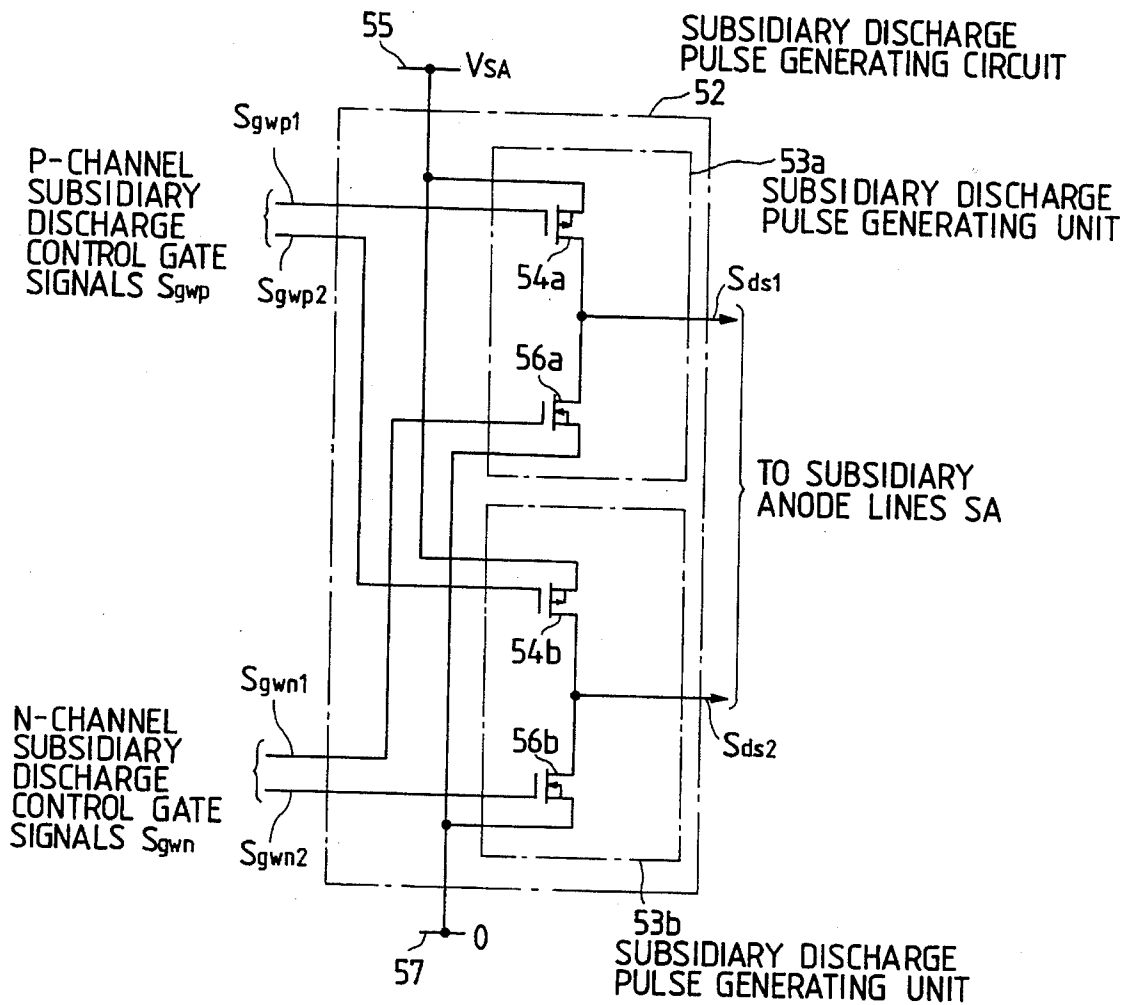 55
VSA
SUBSIDIARY DISCHARGE
PULSE GENERATING CIRCUIT
52
Sgwp1
P-CHANNEL
SUBSIDIARY
DISCHARGE
CONTROL GATE
SIGNALS Sgwp
Sgwp2
53a
SUBSIDIARY DISCHARGE
PULSE GENERATING UNIT
54a
Sds1
56a
TO SUBSIDIARY
ANODE LINES SA
54b
Sgwn1
N-CHANNEL
SUBSIDIARY
DISCHARGE
CONTROL GATE
SIGNALS Sgwn
Sgwn2
56b
Sds2
57
0
53b
SUBSIDIARY DISCHARGE
PULSE GENERATING UNIT